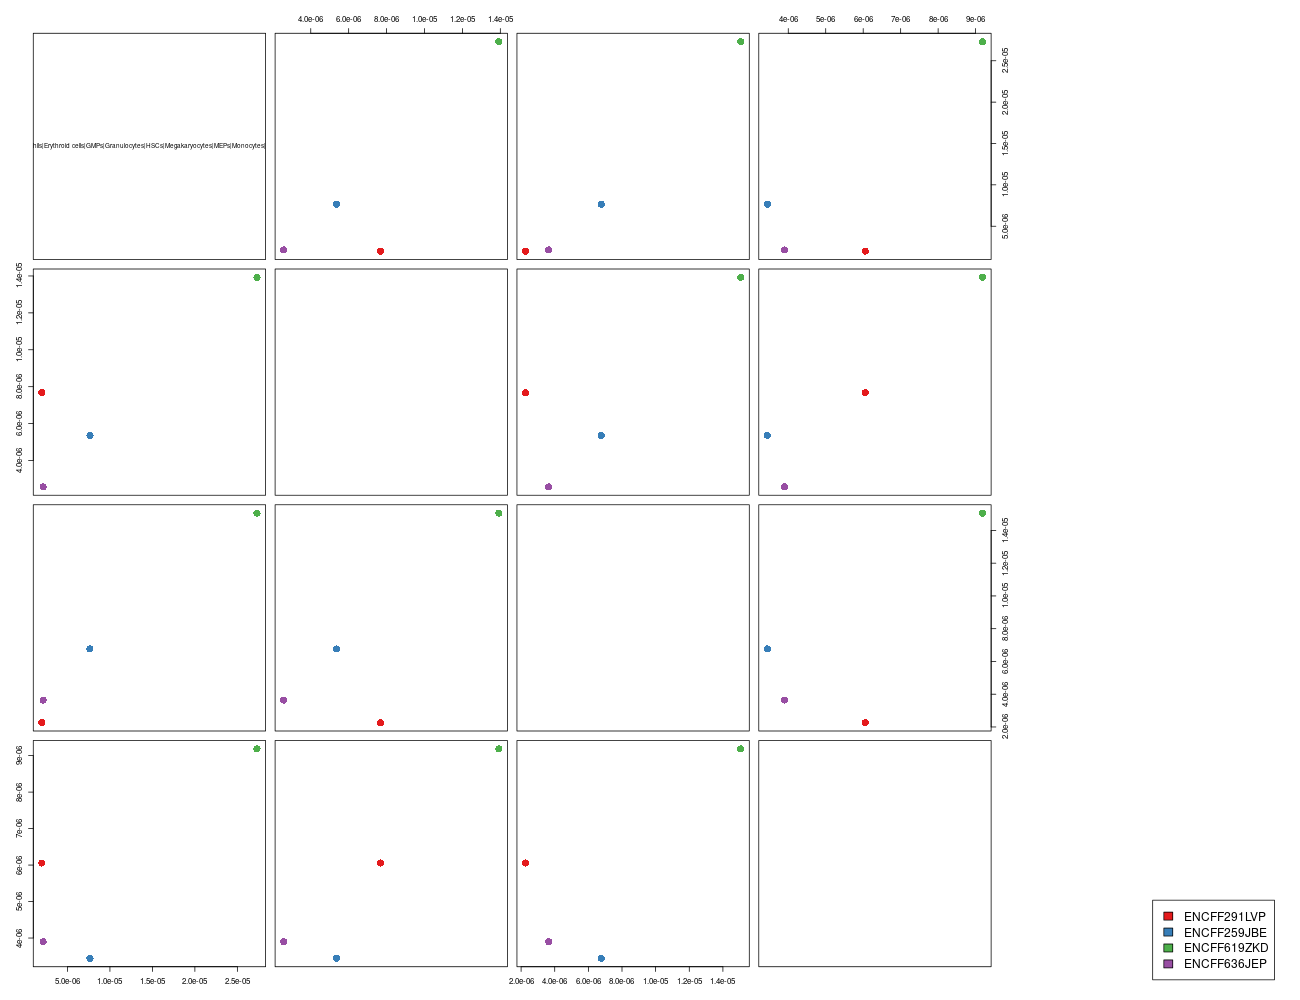 4.0e-06 6.0e-06 8.0e-06 1.0e-05 1.2e-05 1.4e-05
4e-06 5e-06 6e-06 7e-06 8e-06 9e-06
hils|Erythroid cells|GMPs|Granulocytes|HSCs|Megakaryocytes|MEPs|Monocytes|
2.5e-05
2.0e-05
1.5e-05
1.0e-05
5.0e-06
1.4e-05
1.2e-05
1.0e-05
8.0e-06
6.0e-06
4.0e-06
1.4e-05
1.2e-05
1.0e-05
8.0e-06
6.0e-06
4.0e-06
2.0e-06
9e-06
8e-06
7e-06
6e-06
5e-06
4e-06
5.0e-06 1.0e-05 1.5e-05 2.0e-05 2.5e-05
2.0e-06 4.0e-06 6.0e-06 8.0e-06 1.0e-05 1.2e-05 1.4e-05
ENCFF291LVP
ENCFF259JBE
ENCFF619ZKD
ENCFF636JEP